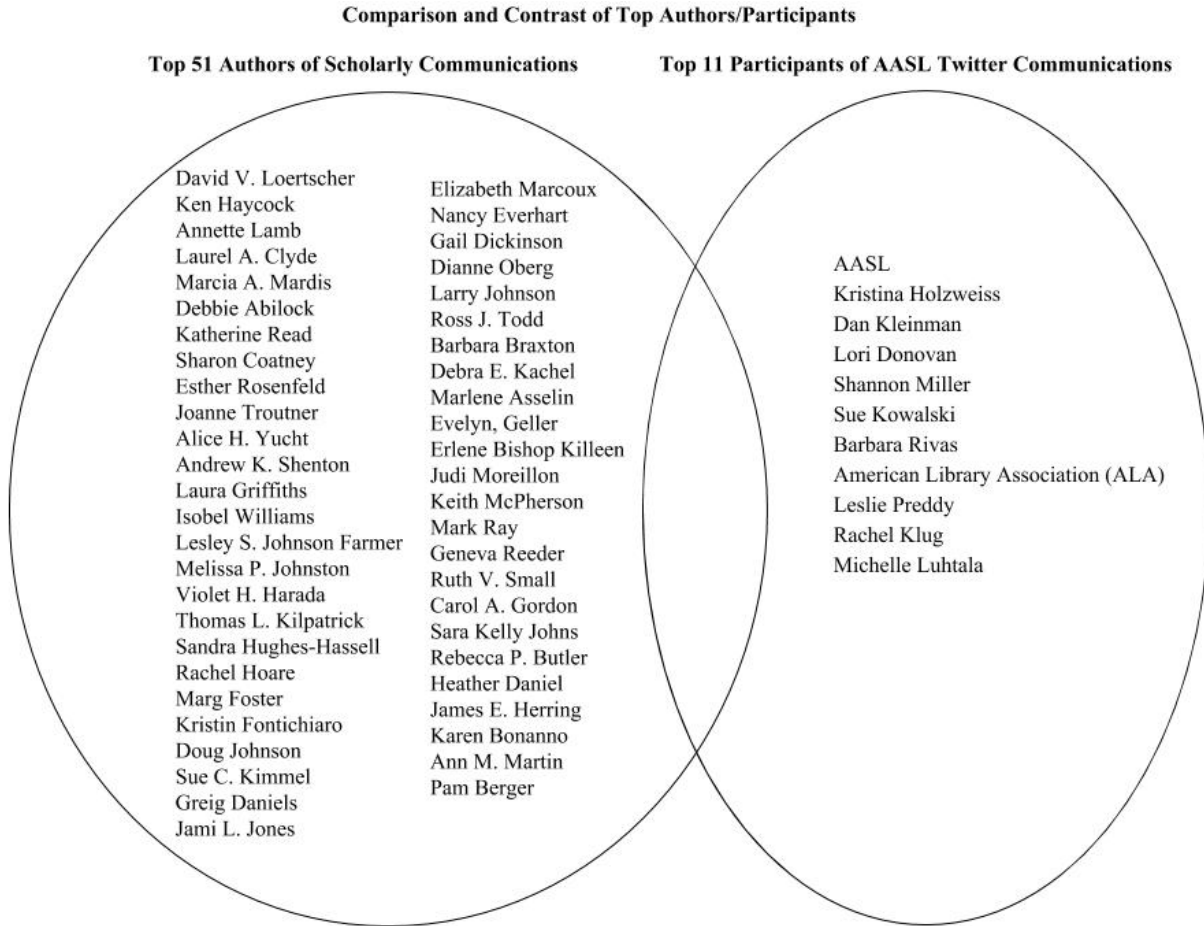 Comparison and Contrast of Top Authors/Participants
Top 51 Authors of Scholarly Communications
David V. Loertscher
Ken Haycock
Annette Lamb
Laurel A. Clyde
Marcia A. Mardis
Debbie Abilock
Katherine Read
Sharon Coatney
Esther Rosenfeld
Joanne Troutner
Alice H. Yucht
Andrew K. Shenton
Laura Griffiths
Isobel Williams
Lesley S. Johnson Farmer
Melissa P. Johnston
Violet H. Harada
Thomas L. Kilpatrick
Sandra Hughes-Hassell
Rachel Hoare
Marg Foster
Kristin Fontichiaro
Doug Johnson
Sue C. Kimmel
Greig Daniels
Jami L. Jones
Elizabeth Marcoux
Nancy Everhart
Gail Dickinson
Dianne Oberg
Larry Johnson
Ross J. Todd
Barbara Braxton
Debra E. Kachel
Marlene Asselin
Evelyn, Geller
Erlene Bishop Killeen
Judi Moreillon
Keith McPherson
Mark Ray
Geneva Reeder
Ruth V. Small
Carol A. Gordon
Sara Kelly Johns
Rebecca P. Butler
Heather Daniel
James E. Herring
Karen Bonanno
Ann M. Martin
Pam Berger
Top 11 Participants of AASL Twitter Communications
AASL
Kristina Holzweiss
Dan Kleinman
Lori Donovan
Shannon Miller
Sue Kowalski
Barbara Rivas
American Library Association (ALA)
Leslie Preddy
Rachel Klug
Michelle Luhtala